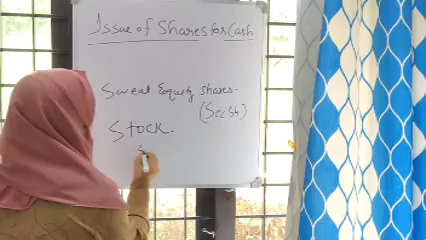 Issue of Shares for Cash
Sweat Equity shares.
(Sec 54)
Stock.
S